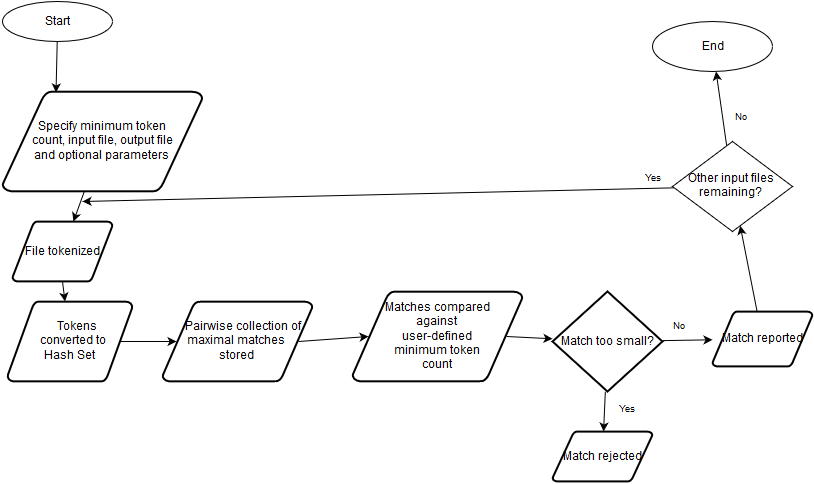 Start
End
Specify minimum token
count, input file, output file
and optional parameters
No
Other input files
remaining?
Yes
File tokenized
Tokens
converted to
Hash Set
Pairwise collection of
maximal matches
stored
Matches compared
against
user-defined
minimum token
count
Match too small?
No
Match reported
Yes
Match rejected